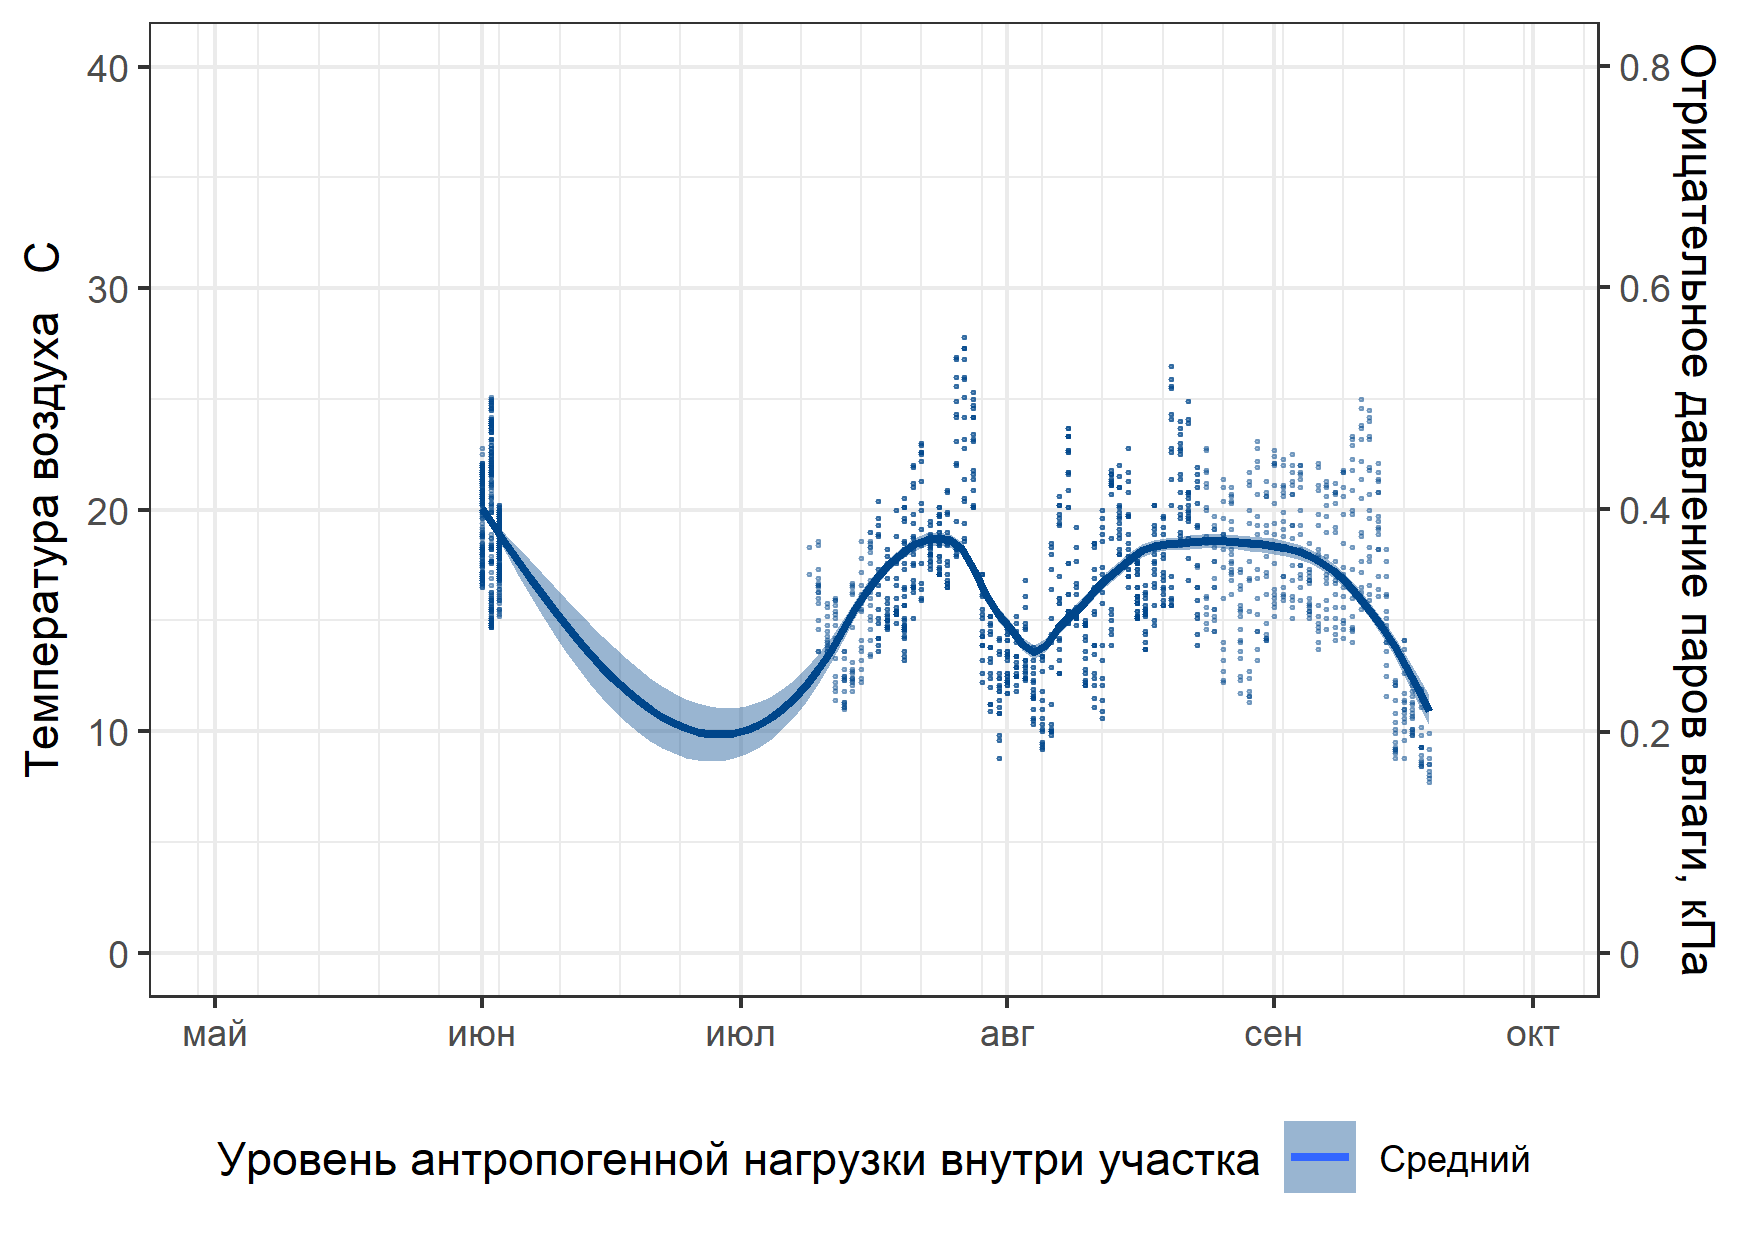 Температура воздуха   С
40
30
20
10
0
0.8
0.6
0.4
0.2
0
Отрицательное давление паров влаги, кПа
май июн июл авг сен окт
Уровень антропогенной нагрузки внутри участка Средний